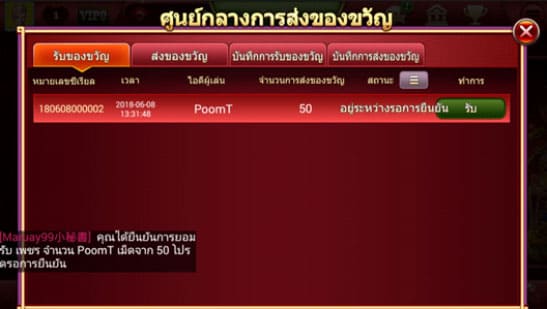 1 VIP0
ศูนย์กลางการส่งของขวัญ
รับของขวัญ ส่งของขวัญ บันทึกการรับของขวัญ บันทึกการส่งของขวัญ
หมายเลขซีเรียล เวลา ไอดีผู้เล่น จำนวนการส่งของขวัญ สถานะ ทำการ
180608000002 2018-06-08 13:31:48 PoomT 50 อยู่ระหว่างรอการยืนยัน รับ
[Maruay99小秘書] คุณได้ยืนยันการยอม
รับ เพชร จำนวน PoomT เม็ดจาก 50 โปร
ดรอการยืนยัน